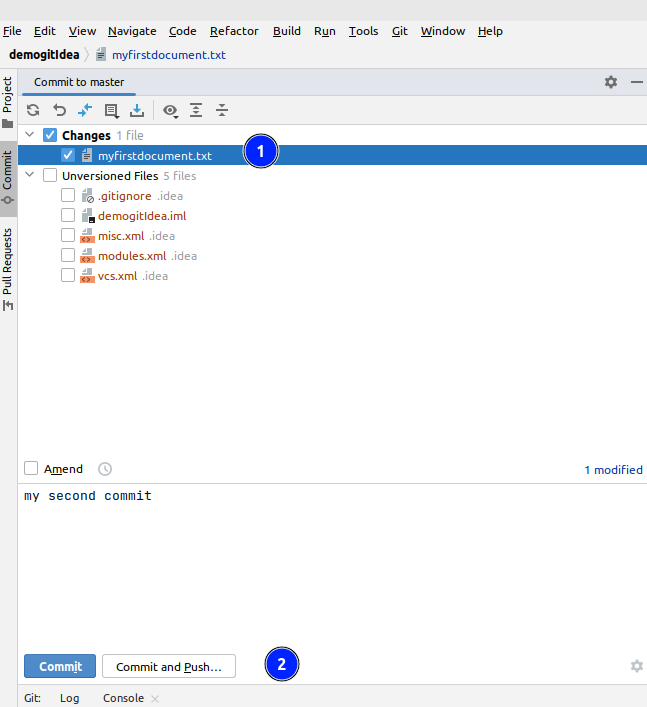 File Edit View Navigate Code Refactor Build Run Tools Git Window Help
demogitIdea myfirstdocument.txt
Project
Commit
Pull Requests
Commit to master
Changes 1 file
myfirstdocument.txt
1
Unversioned Files 5 files
.gitignore .idea
demogitIdea.iml
misc.xml .idea
modules.xml .idea
vcs.xml .idea
Amend
1 modified
my second commit
Commit Commit and Push...
2
Git: Log Console